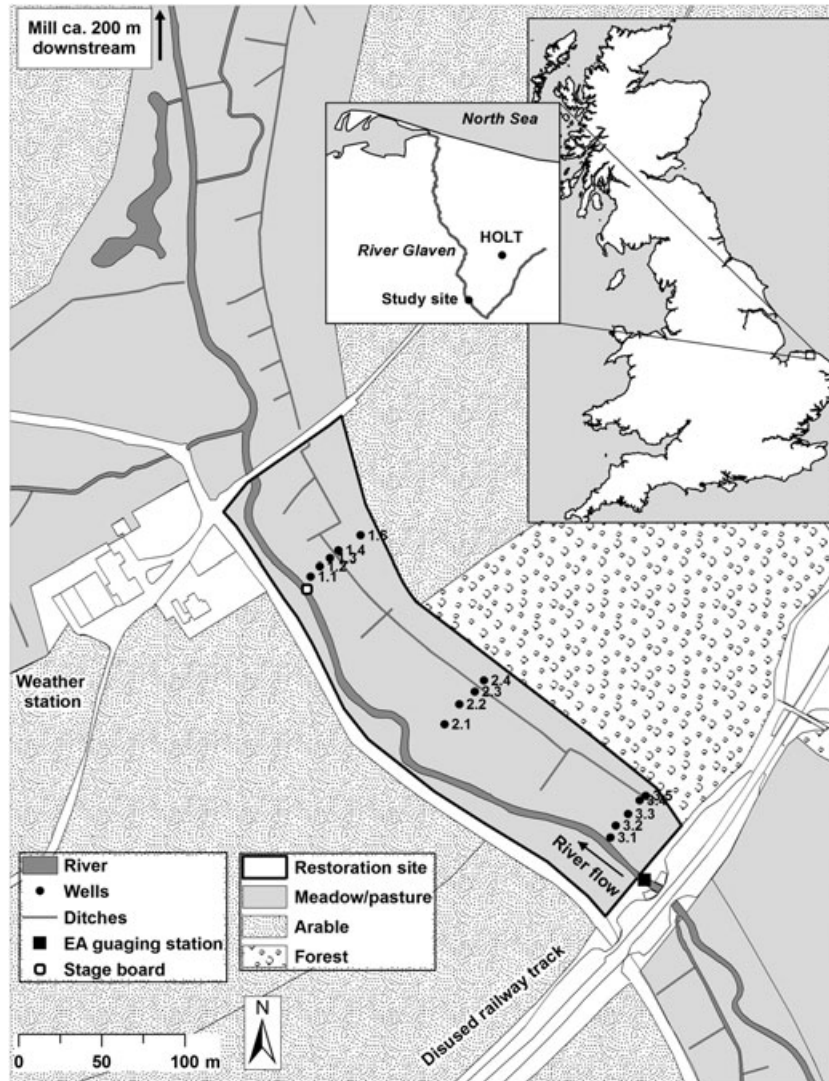 Mill ca. 200 m
downstream
North Sea
HOLT
River Glaven
Study site
1.6
1.4
1.3
1.2
1.1
Weather
station
2.4
2.3
2.2
2.1
3.5
3.4
3.3
3.2
3.1
River flow
Disused railway track
River
Wells
Ditches
EA guaging station
Stage board
Restoration site
Meadow/pasture
Arable
Forest
N
0 50 100 m